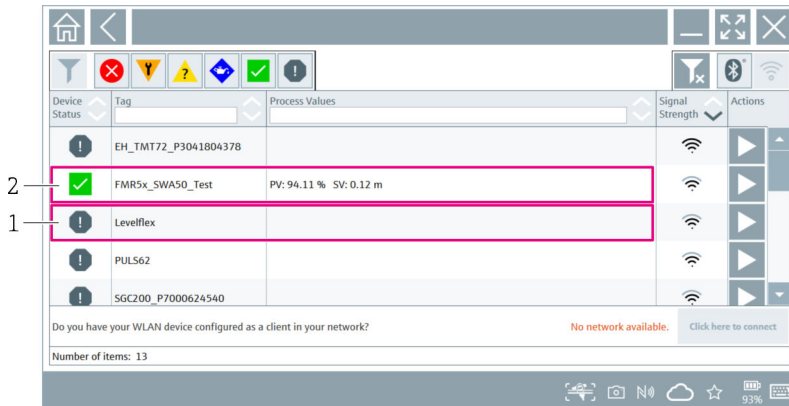 Device Status
Tag
Process Values
Signal Strength
Actions
EH_TMT72_P3041804378
2
FMR5x_SWA50_Test PV: 94.11 % SV: 0.12 m
1
Levelflex
PULS62
SGC200_P7000624540
Do you have your WLAN device configured as a client in your network? No network available. Click here to connect
Number of items: 13
93%